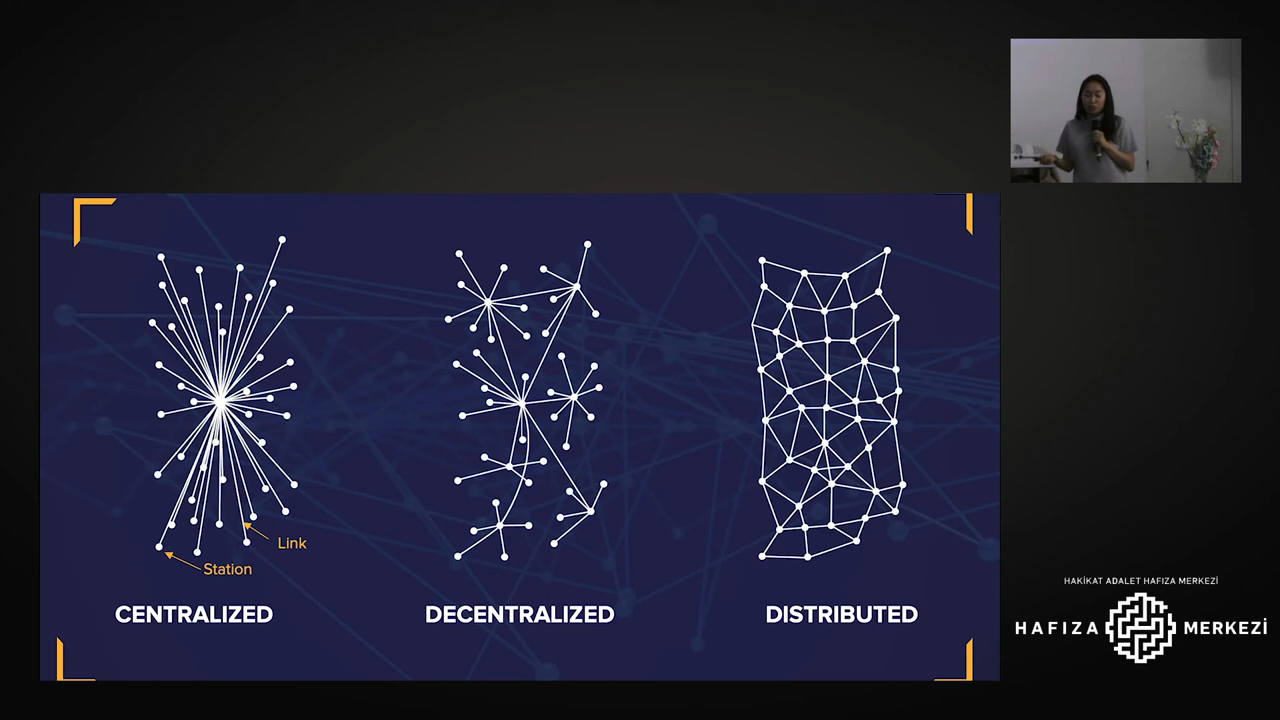 Link
Station
CENTRALIZED
DECENTRALIZED
DISTRIBUTED
HAKİKAT ADALET HAFIZA MERKEZİ
HAFIZA MERKEZİ